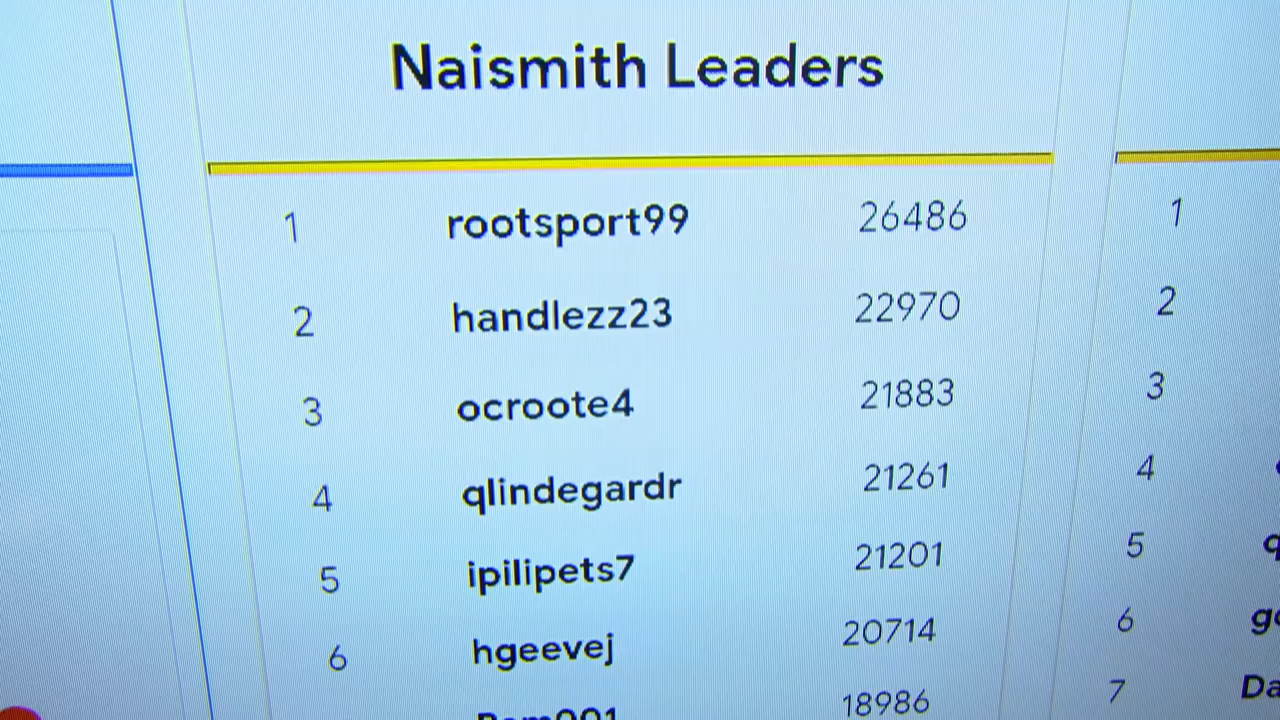 Naismith Leaders
1 rootsport99 26486
2 handlezz23 22970
3 ocroote4 21883
4 qlindegardr 21261
5 ipilipets7 21201
6 hgeevej 20714
18986
1
2
3
4
5
6
7 Da